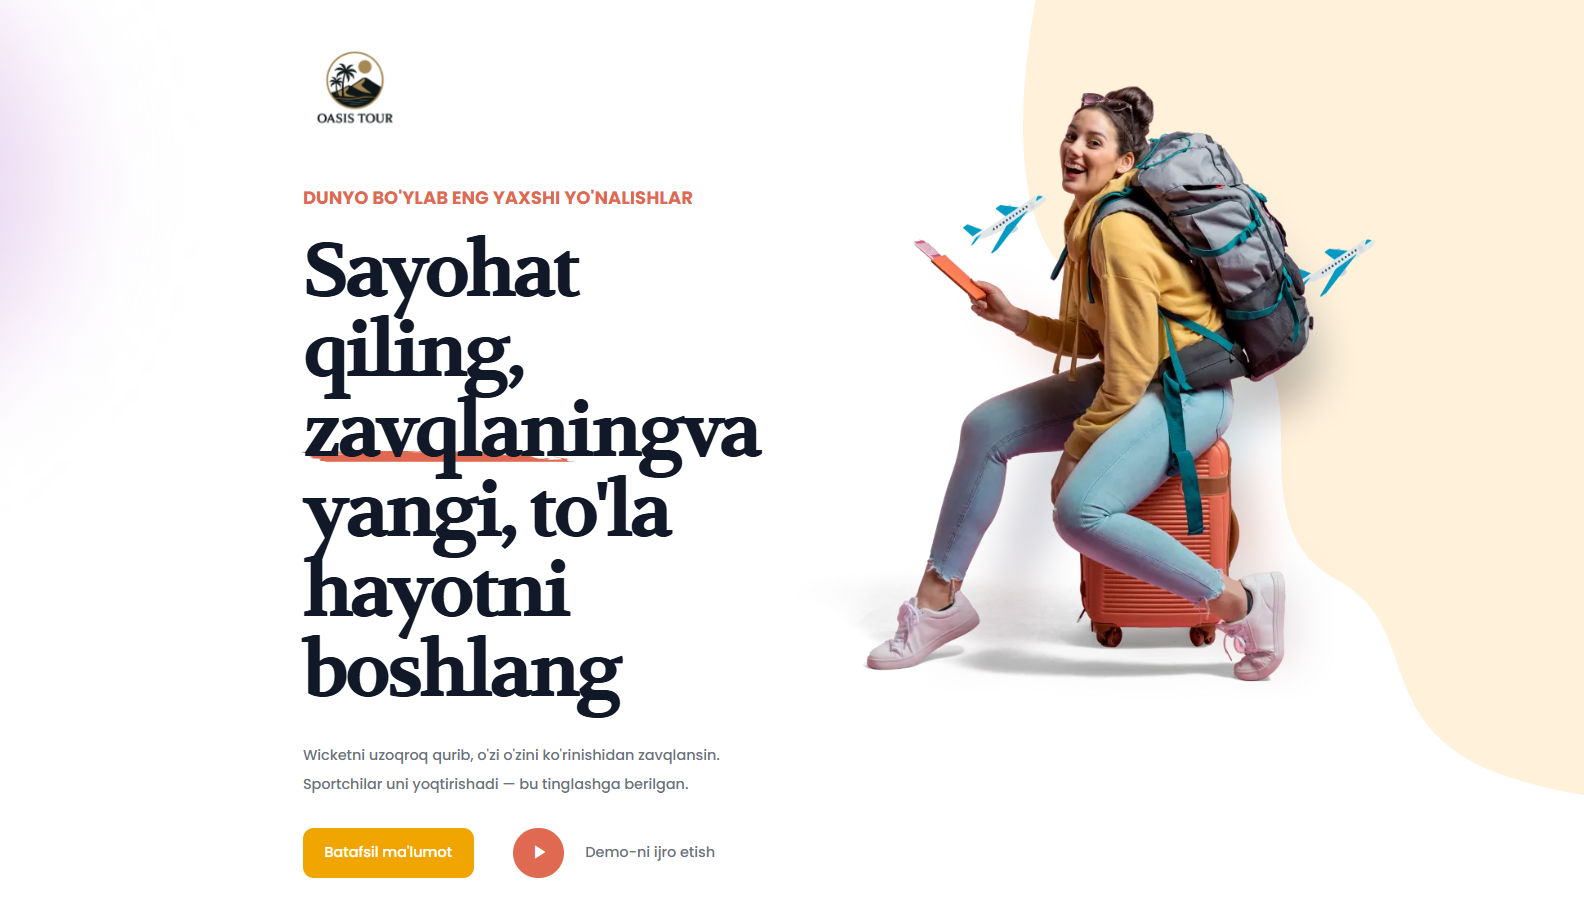 OASIS TOUR
DUNYO BO'YLAB ENG YAXSHI YO'NALISHLAR
Sayohat
qiling,
zavqlaningva
yangi, to'la
hayotni
boshlang
Wicketni uzoqroq qurib, o'zi o'zini ko'rinishidan zavqlansin.
Sportchilar uni yoqtirishadi — bu tinglashga berilgan.
Batafsil ma'lumot
Demo-ni ijro etish